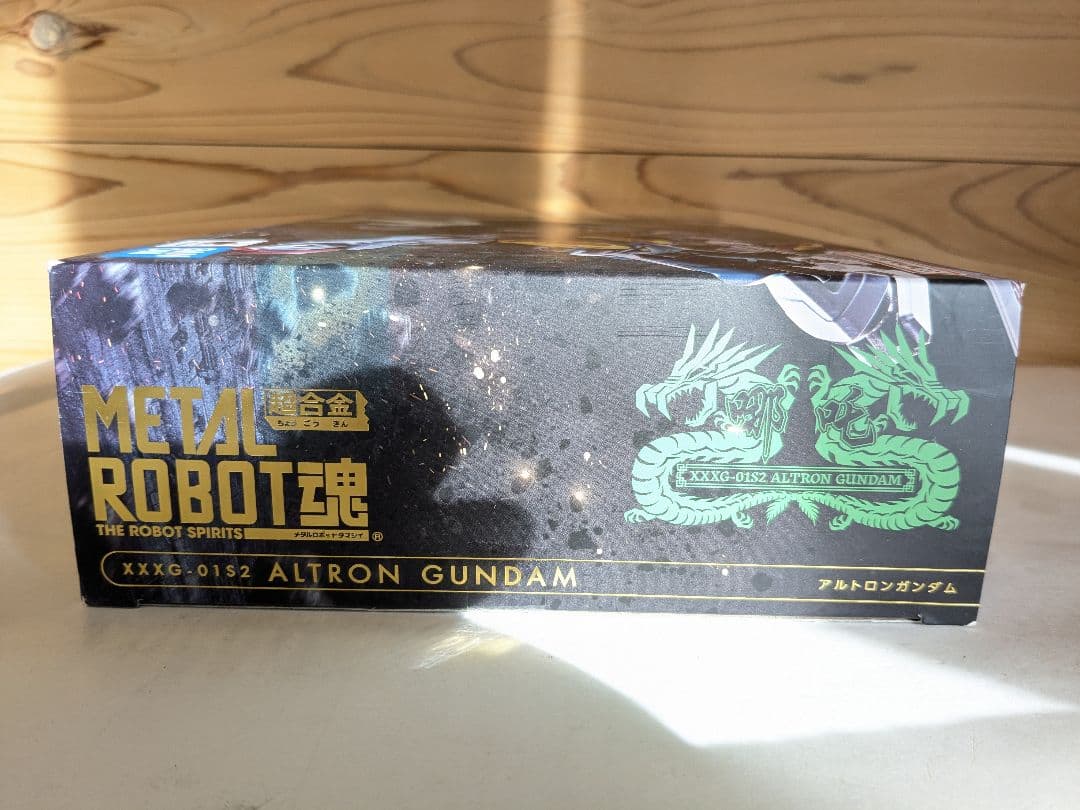 METAL 超合金
ちょうごうきん
ROBOT魂
THE ROBOT SPIRITS メタルロボットダマシイ ®
XXXG-01S2 ALTRON GUNDAM
アルトロンガンダム
XXXG-01S2 ALTRON GUNDAM